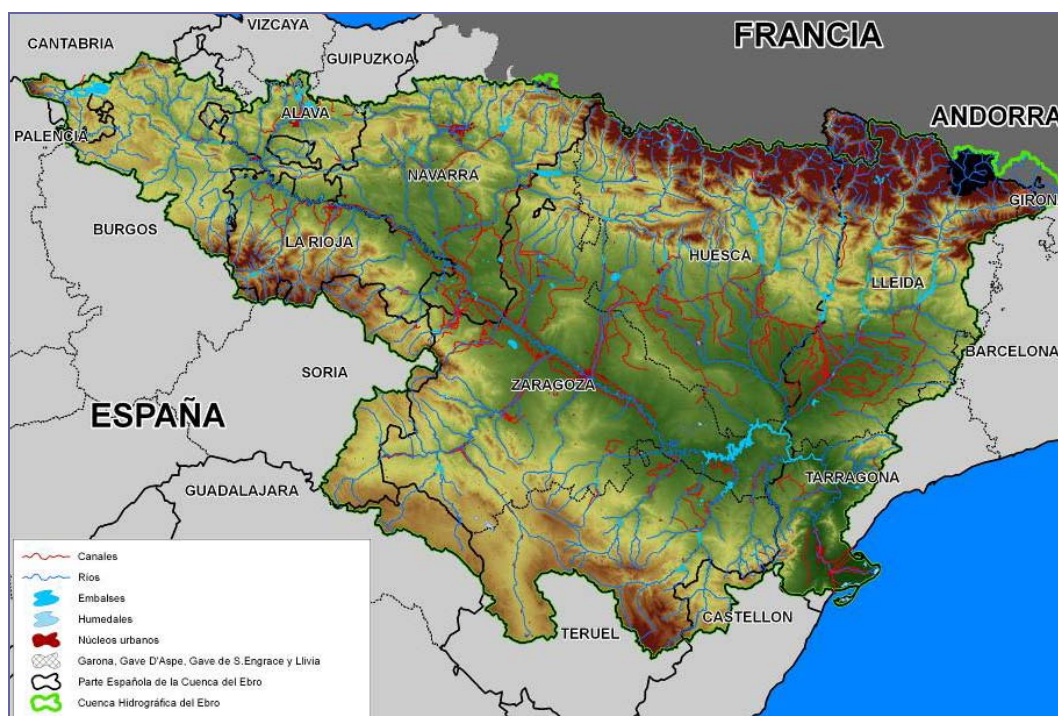 VIZCAYA
CANTABRIA
GUIPUZKOA
FRANCIA
ALAVA
ANDORRA
PALENCIA
NAVARRA
GIRON
BURGOS
LA RIOJA
HUESCA
LLEIDA
BARCELONA
SORIA
ZARAGOZA
ESPAÑA
TARRAGONA
GUADALAJARA
TERUEL
CASTELLON
Canales
Ríos
Embalses
Humedales
Núcleos urbanos
Garona, Gave D'Aspe, Gave de S.Engrace y Llivia
Parte Española de la Cuenca del Ebro
Cuenca Hidrográfica del Ebro